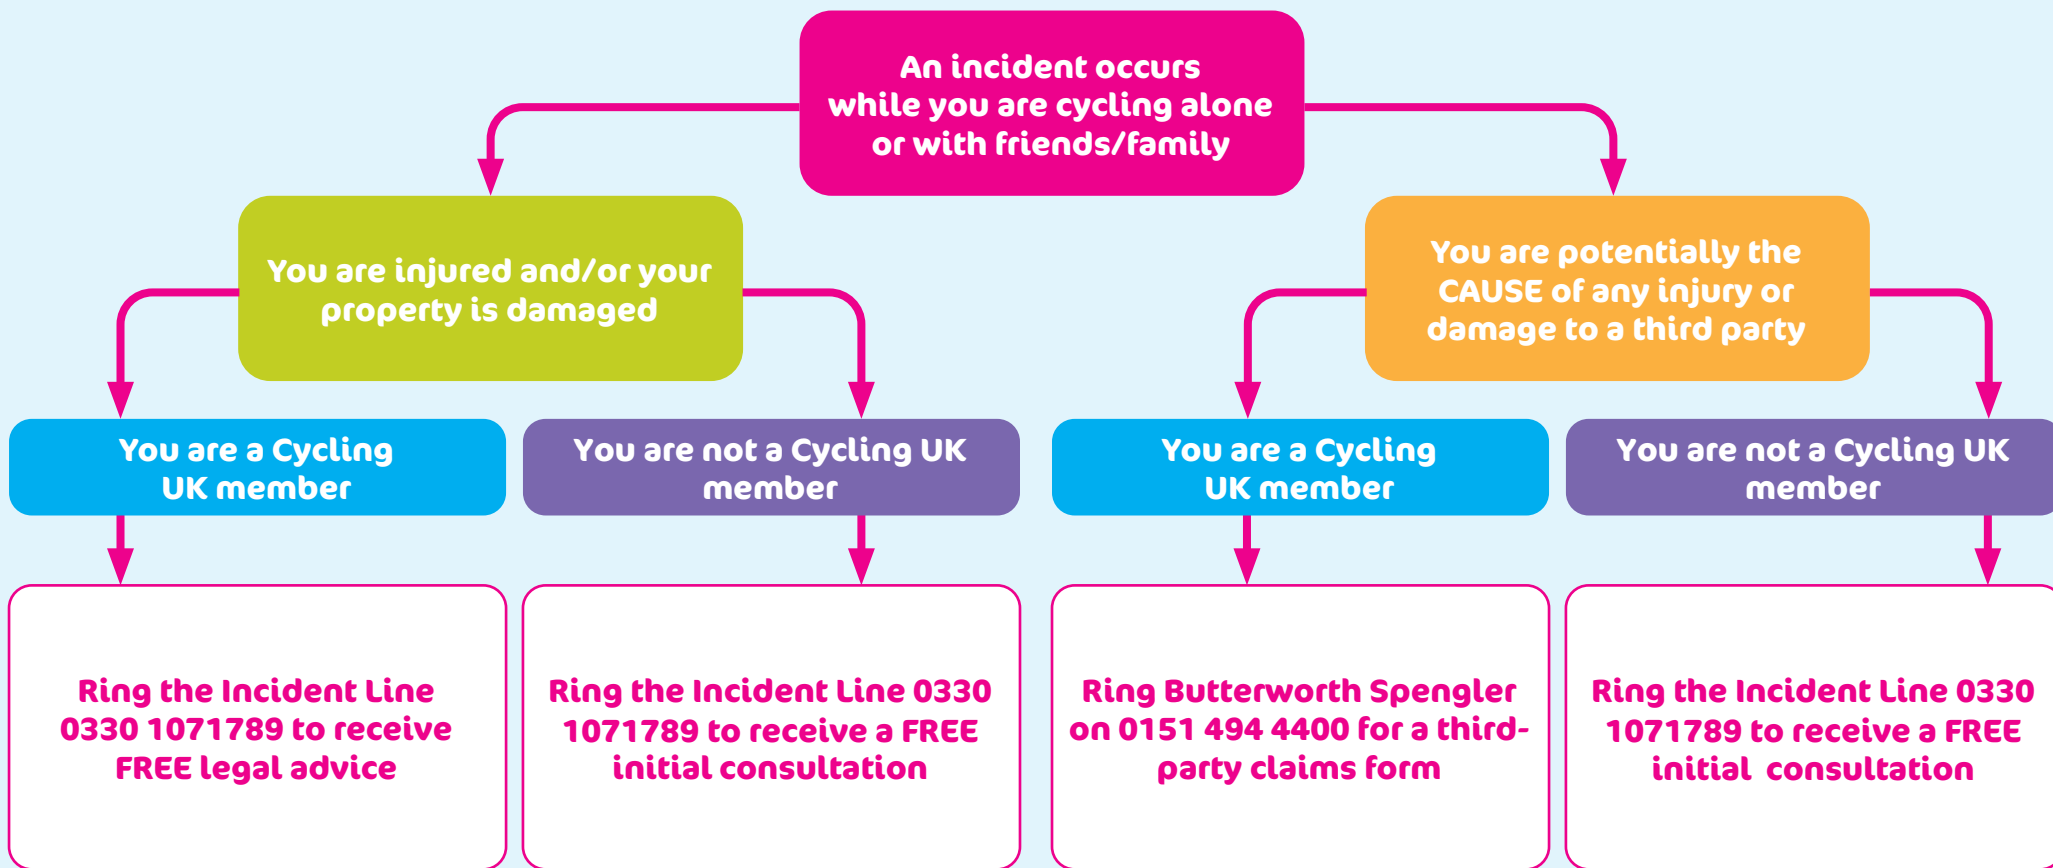 An incident occurs
while you are cycling alone
or with friends/family
You are injured and/or your
property is damaged
You are potentially the
CAUSE of any injury or
damage to a third party
You are a Cycling
UK member
You are not a Cycling UK
member
You are a Cycling
UK member
You are not a Cycling UK
member
Ring the Incident Line
0330 1071789 to receive
FREE legal advice
Ring the Incident Line 0330
1071789 to receive a FREE
initial consultation
Ring Butterworth Spengler
on 0151 494 4400 for a third-
party claims form
Ring the Incident Line 0330
1071789 to receive a FREE
initial consultation